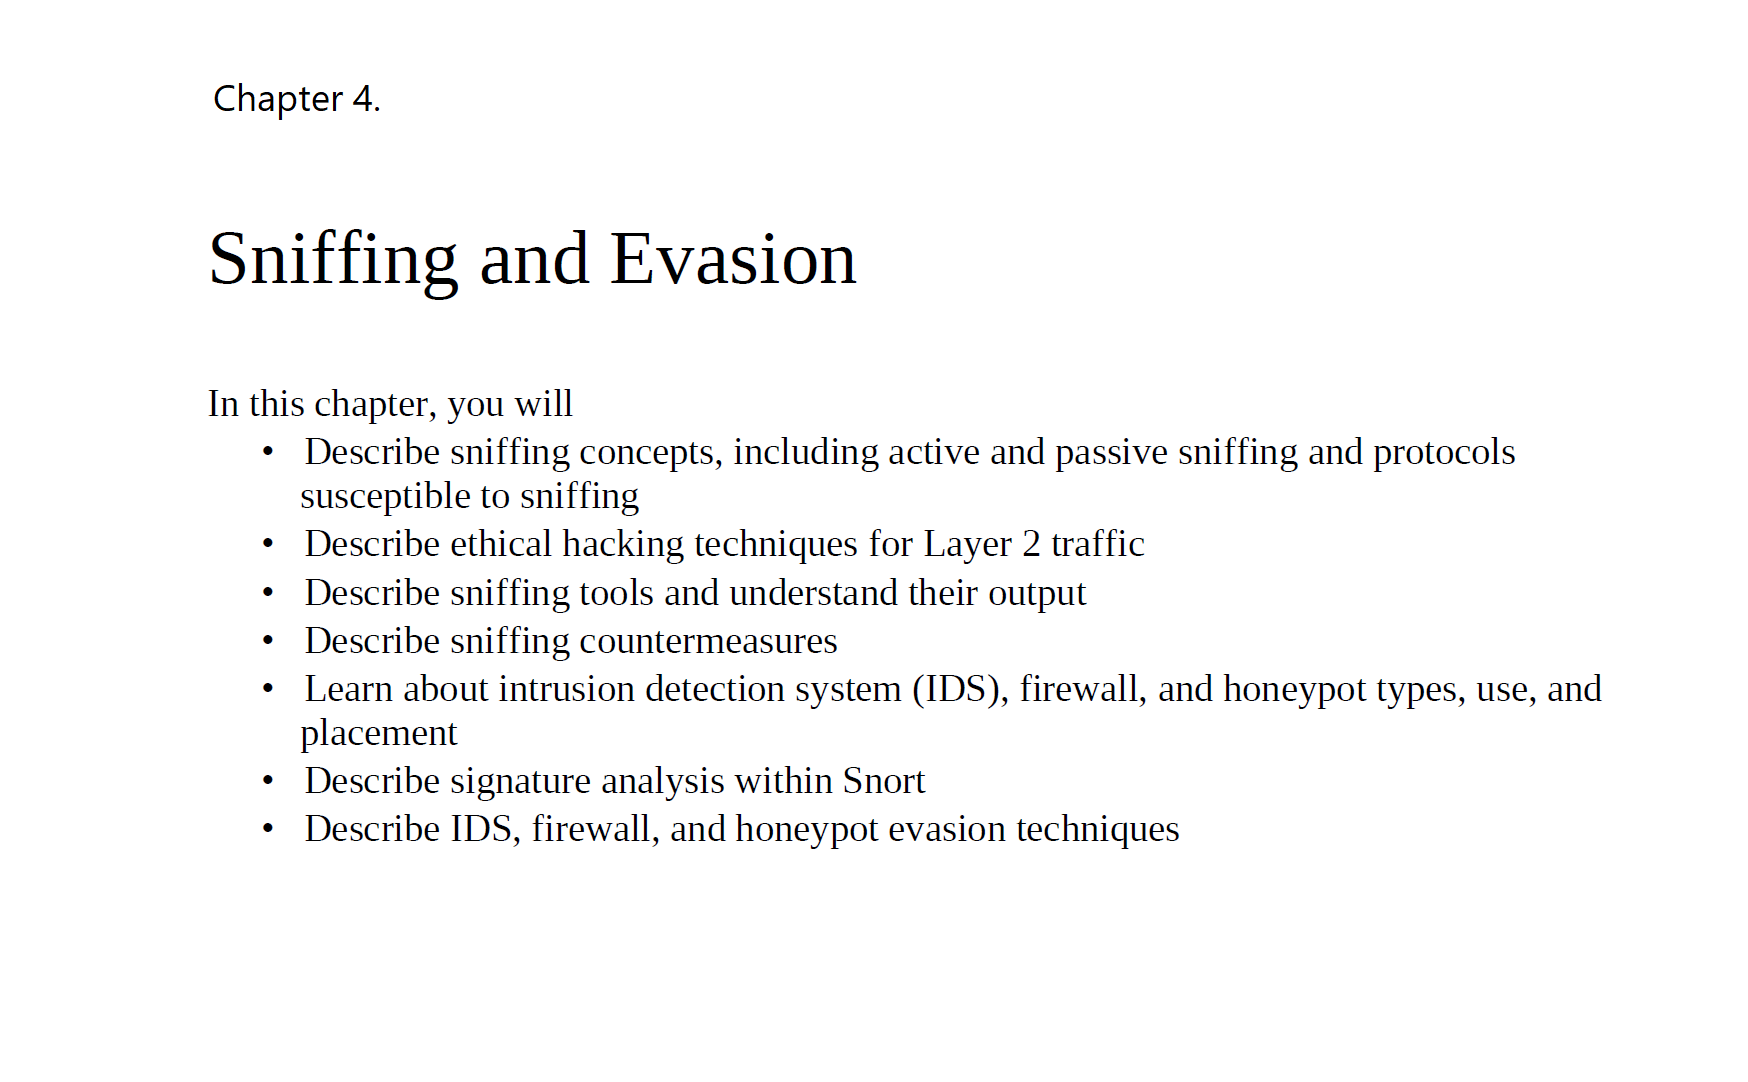 Chapter 4.
Sniffing and Evasion
In this chapter, you will
• Describe sniffing concepts, including active and passive sniffing and protocols
susceptible to sniffing
• Describe ethical hacking techniques for Layer 2 traffic
• Describe sniffing tools and understand their output
• Describe sniffing countermeasures
• Learn about intrusion detection system (IDS), firewall, and honeypot types, use, and
placement
• Describe signature analysis within Snort
• Describe IDS, firewall, and honeypot evasion techniques